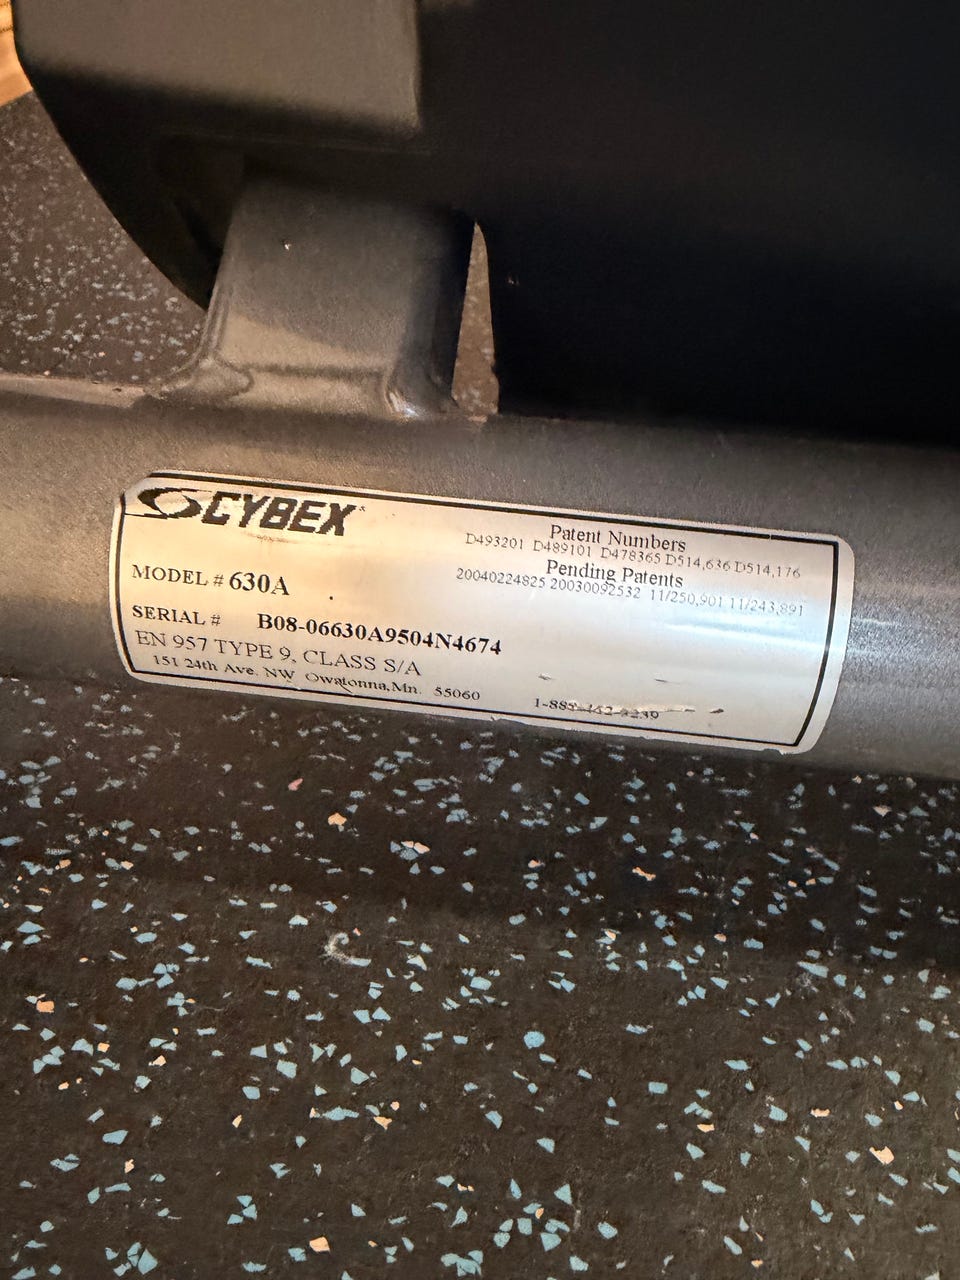 CYBEX
MODEL # 630A
SERIAL # B08-06630A9504N4674
EN 957 TYPE 9, CLASS S/A
151 24th Ave. NW Owatonna,Mn. 55060
Patent Numbers
D493201 D489101 D478365 D514,636 D514,176
Pending Patents
20040224825 20030092532 11/250,901 11/243,891